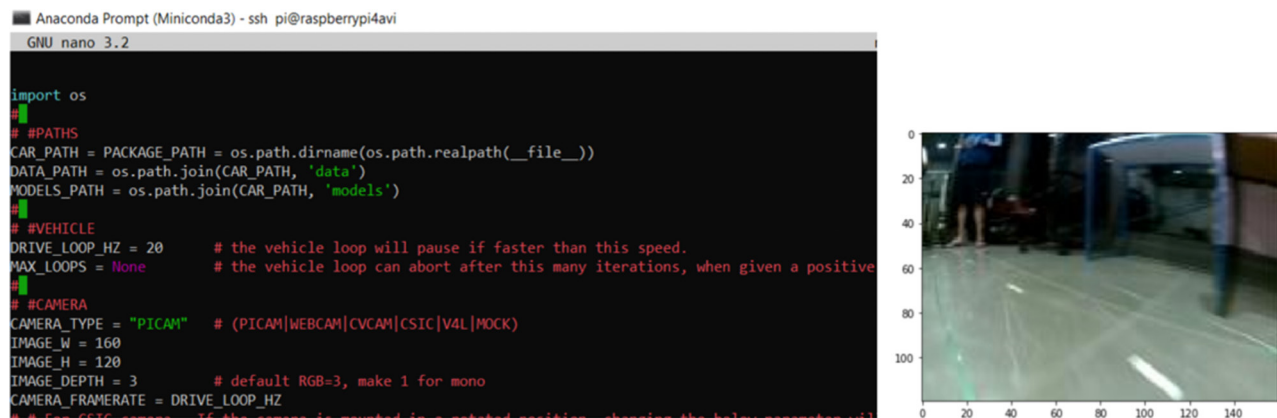 Anaconda Prompt (Miniconda3) - ssh pi@raspberrypi4avi
GNU nano 3.2
import os
#
# #PATHS
CAR_PATH = PACKAGE_PATH = os.path.dirname(os.path.realpath(__file__))
DATA_PATH = os.path.join(CAR_PATH, 'data')
MODELS_PATH = os.path.join(CAR_PATH, 'models')
#
# #VEHICLE
DRIVE_LOOP_HZ = 20 # the vehicle loop will pause if faster than this speed.
MAX_LOOPS = None # the vehicle loop can abort after this many iterations, when given a positive
#
# #CAMERA
CAMERA_TYPE = "PICAM" # (PICAM|WEBCAM|CVCAM|CSIC|V4L|MOCK)
IMAGE_W = 160
IMAGE_H = 120
IMAGE_DEPTH = 3 # default RGB=3, make 1 for mono
CAMERA_FRAMERATE = DRIVE_LOOP_HZ
0
20
40
60
80
100
0 20 40 60 80 100 120 140